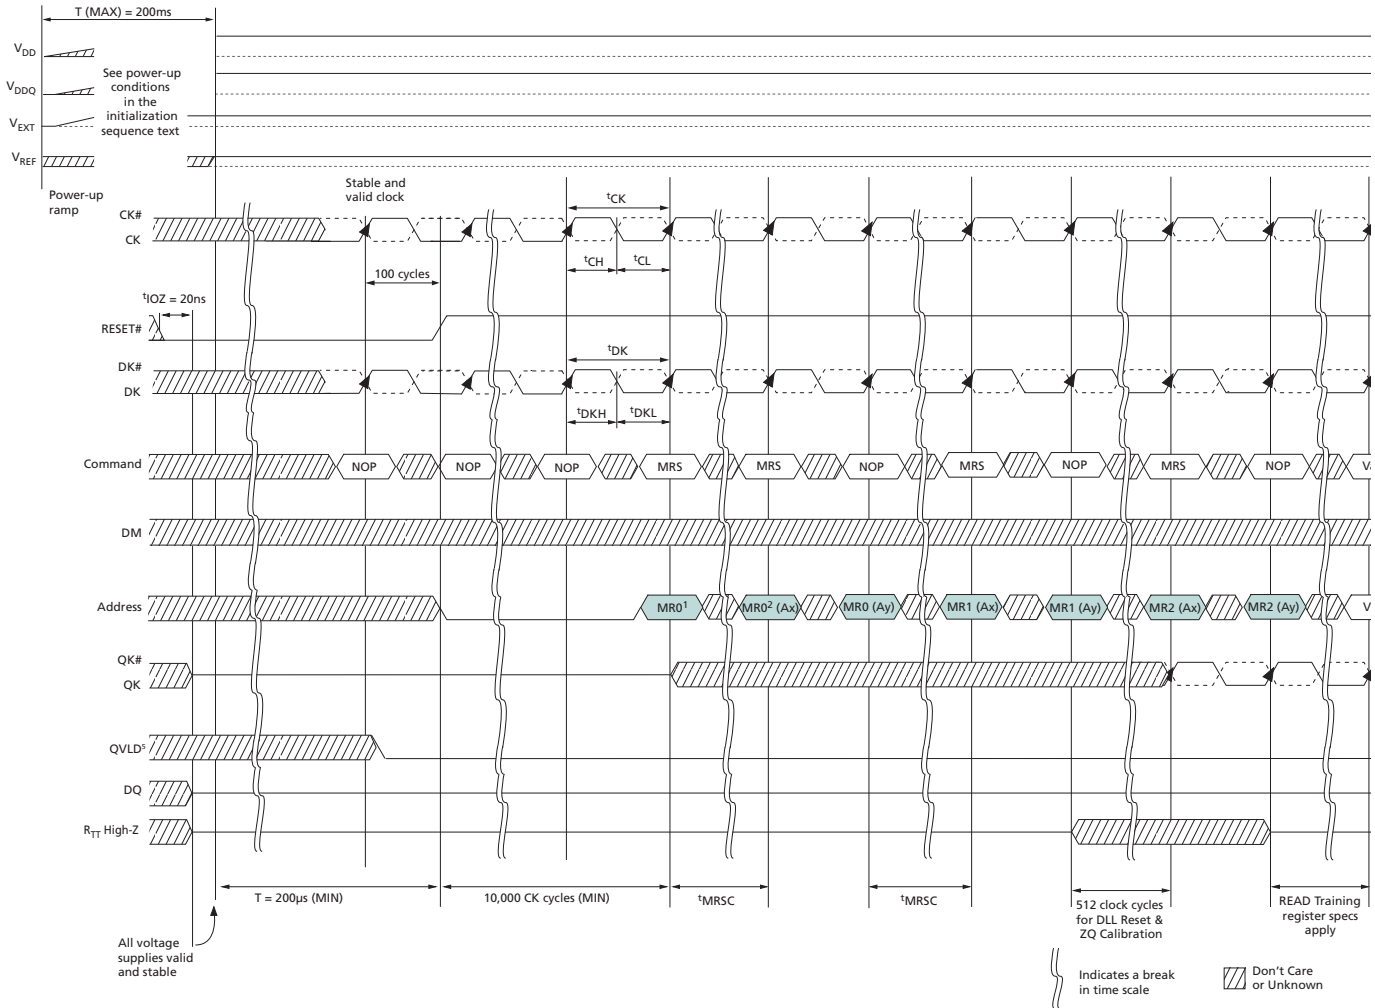 T (MAX) = 200ms
VDD
See power-up
conditions
in the
initialization
sequence text
VDDQ
VEXT
VREF
Power-up
ramp
Stable and
valid clock
tCK
CK#
CK
tCH
tCL
100 cycles
tIOZ = 20ns
RESET#
tDK
DK#
DK
tDKH
tDKL
Command
NOP
NOP
NOP
MRS
MRS
NOP
MRS
NOP
MRS
NOP
DM
Address
MR0¹
MR0² (Ax)
MR0 (Ay)
MR1 (Ax)
MR1 (Ay)
MR2 (Ax)
MR2 (Ay)
V
QK#
QK
QVLD⁵
DQ
RTT High-Z
T = 200µs (MIN)
10,000 CK cycles (MIN)
tMRSC
tMRSC
512 clock cycles
for DLL Reset &
ZQ Calibration
READ Training
register specs
apply
All voltage
supplies valid
and stable
Indicates a break
in time scale
Don't Care
or Unknown